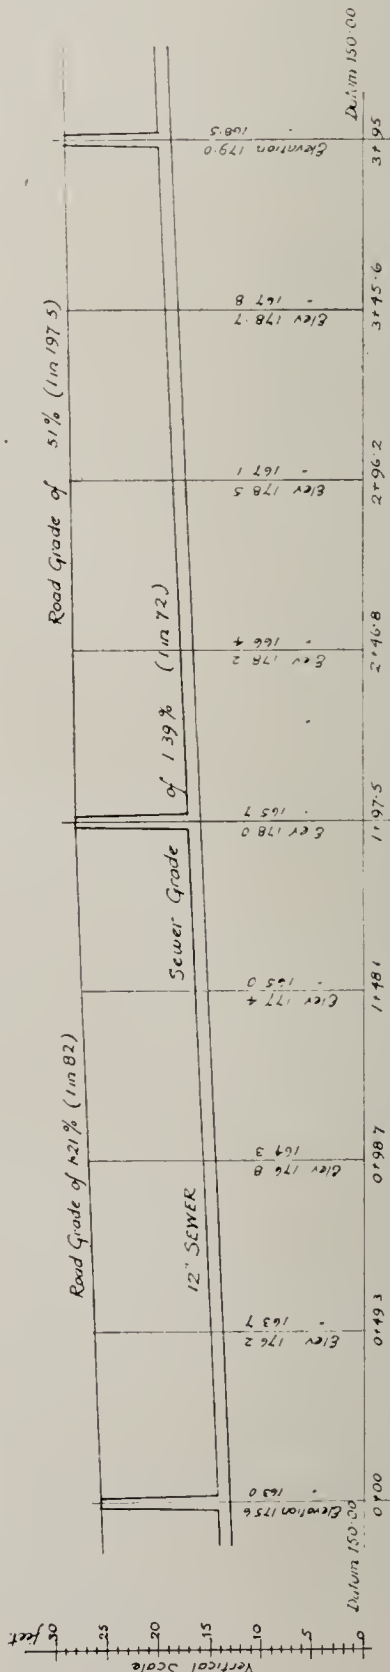 Road Grade of 1.21% (1 in 82)
Road Grade of .51% (1 in 197.5)
Sewer Grade of 1.39% (1 in 72)
12" SEWER
Vertical Scale
feet
30
25
20
15
10
5
0
Datum 150.00
Datum 150.00
Elevation 175.6
" 163.0
Elev 176.2
" 163.7
Elev 176.8
" 164.3
Elev 177.4
" 165.0
Elev 178.0
" 165.7
Elev 178.2
" 166.4
Elev 178.5
" 167.1
Elev 178.7
" 167.8
Elevation 179.0
" 168.5
0+00
0+49.3
0+98.7
1+48.1
1+97.5
2+46.8
2+96.2
3+45.6
3+95